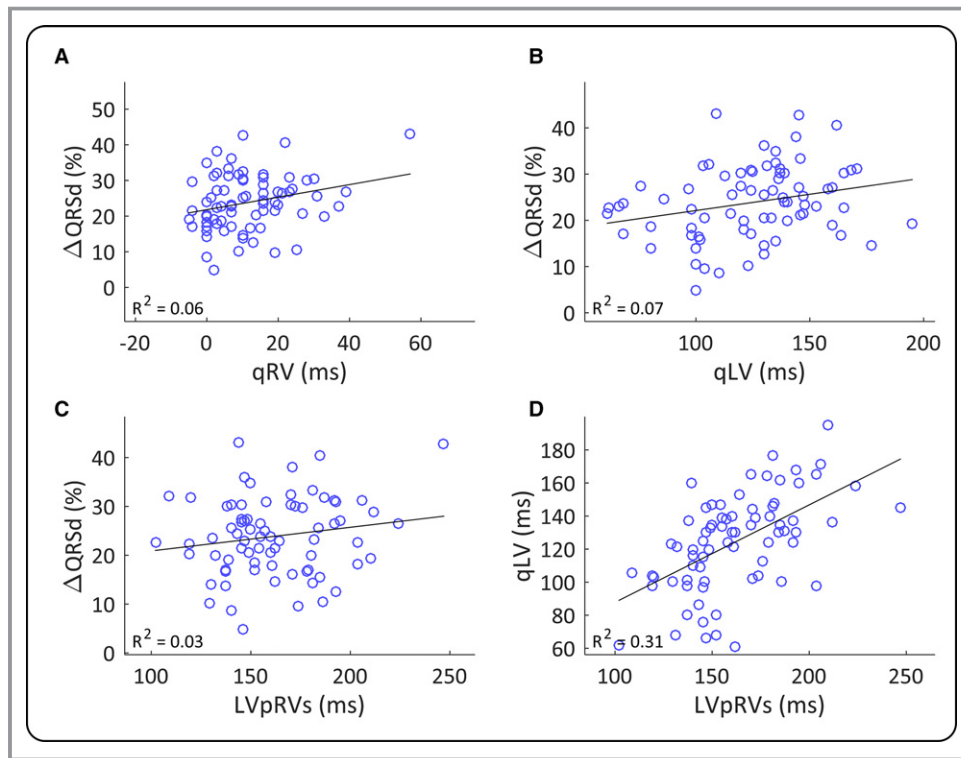 A
ΔQRSd (%)
50
40
30
20
10
0
R² = 0.06
-20 0 20 40 60
qRV (ms)
B
ΔQRSd (%)
40
30
20
10
0
R² = 0.07
100 150 200
qLV (ms)
C
ΔQRSd (%)
40
30
20
10
0
R² = 0.03
100 150 200 250
LVpRVs (ms)
D
qLV (ms)
180
160
140
120
100
80
60
R² = 0.31
100 150 200 250
LVpRVs (ms)